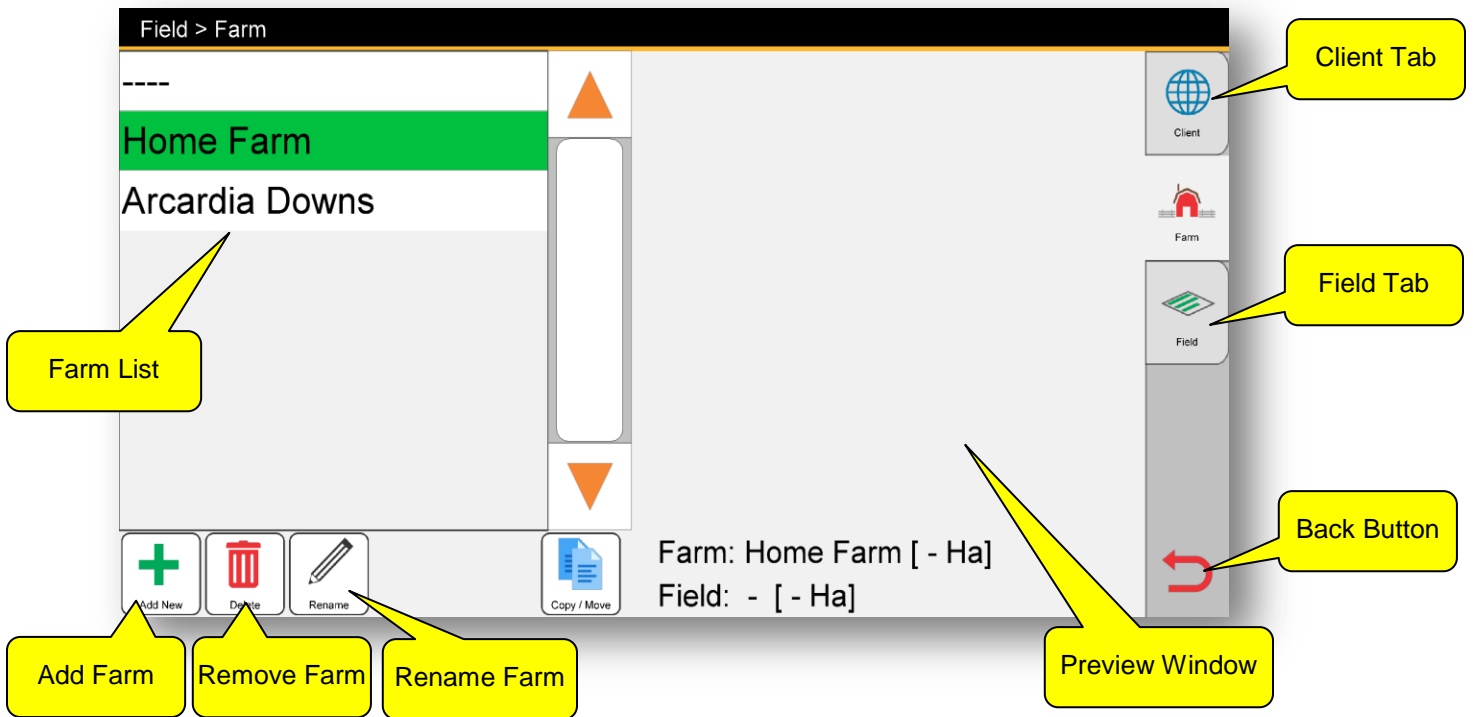 Field > Farm
Client Tab
----
Client
Home Farm
Arcardia Downs
Farm
Field Tab
Field
Farm List
Back Button
Farm: Home Farm [ - Ha]
Field: - [ - Ha]
Add New
Delete
Rename
Copy / Move
Preview Window
Add Farm
Remove Farm
Rename Farm